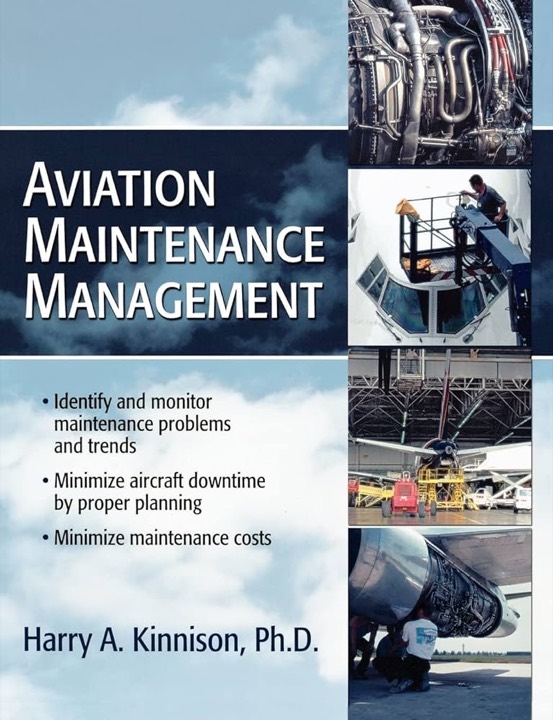 AVIATION
MAINTENANCE
MANAGEMENT
• Identify and monitor
maintenance problems
and trends
• Minimize aircraft downtime
by proper planning
• Minimize maintenance costs
Harry A. Kinnison, Ph.D.